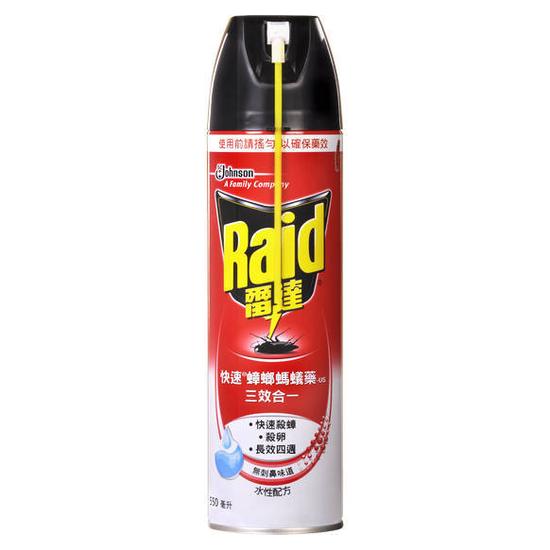 使用前請搖勻 以確保藥效
SC Johnson
A Family Company
Raid
雷達
快速 蟑螂螞蟻藥-US
三效合一
•快速殺蟑
•殺卵
•長效四週
無刺鼻味道
水性配方
550 毫升